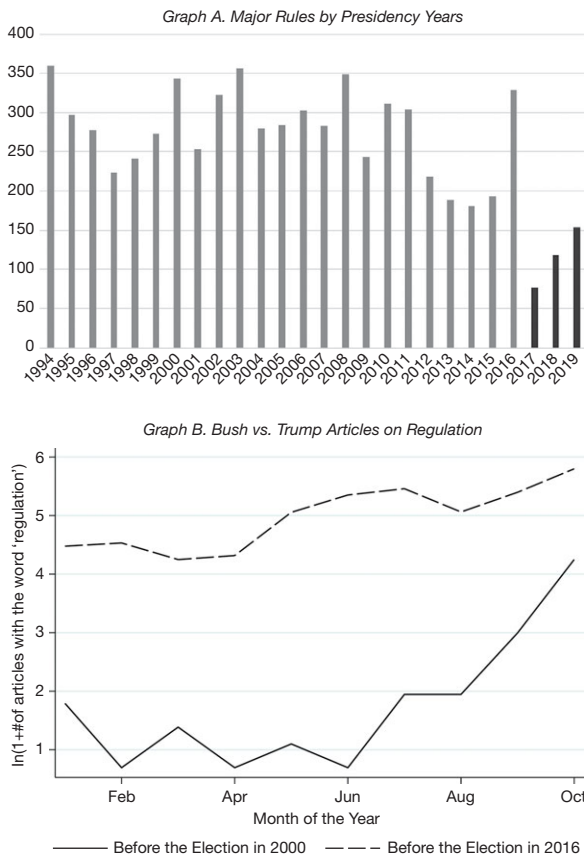 Graph A. Major Rules by Presidency Years
400
350
300
250
200
150
100
50
0
1994 1995 1996 1997 1998 1999 2000 2001 2002 2003 2004 2005 2006 2007 2008 2009 2010 2011 2012 2013 2014 2015 2016 2017 2018 2019
Graph B. Bush vs. Trump Articles on Regulation
ln(1+#of articles with the word ‘regulation’)
6
5
4
3
2
1
Feb Apr Jun Aug Oct
Month of the Year
Before the Election in 2000 Before the Election in 2016